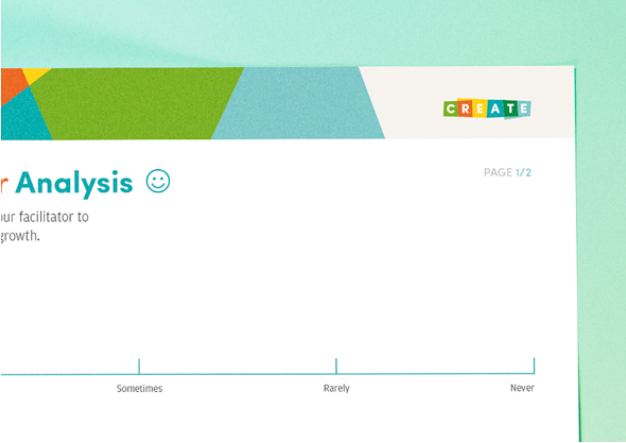 CREATE
r Analysis
PAGE 1/2
our facilitator to
growth.
Sometimes Rarely Never